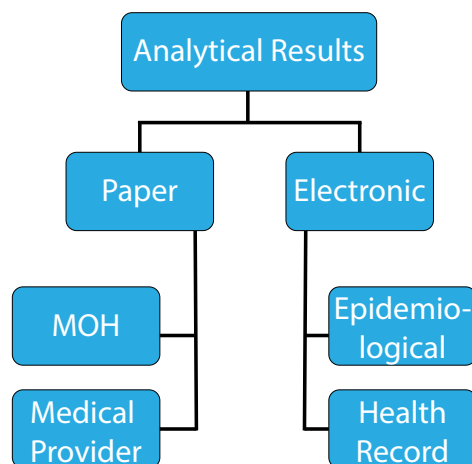 Analytical Results
Paper
Electronic
MOH
Epidemio-
logical
Medical
Provider
Health
Record